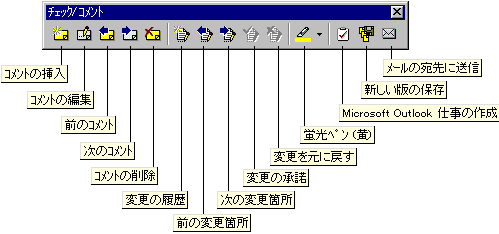 ﾁｪｯｸ/ｺﾒﾝﾄ
ｺﾒﾝﾄの挿入
ｺﾒﾝﾄの編集
前のｺﾒﾝﾄ
次のｺﾒﾝﾄ
ｺﾒﾝﾄの削除
変更の履歴
前の変更箇所
次の変更箇所
変更の承諾
変更を元に戻す
蛍光ﾍﾟﾝ(黄)
Microsoft Outlook 仕事の作成
新しい版の保存
メールの宛先に送信